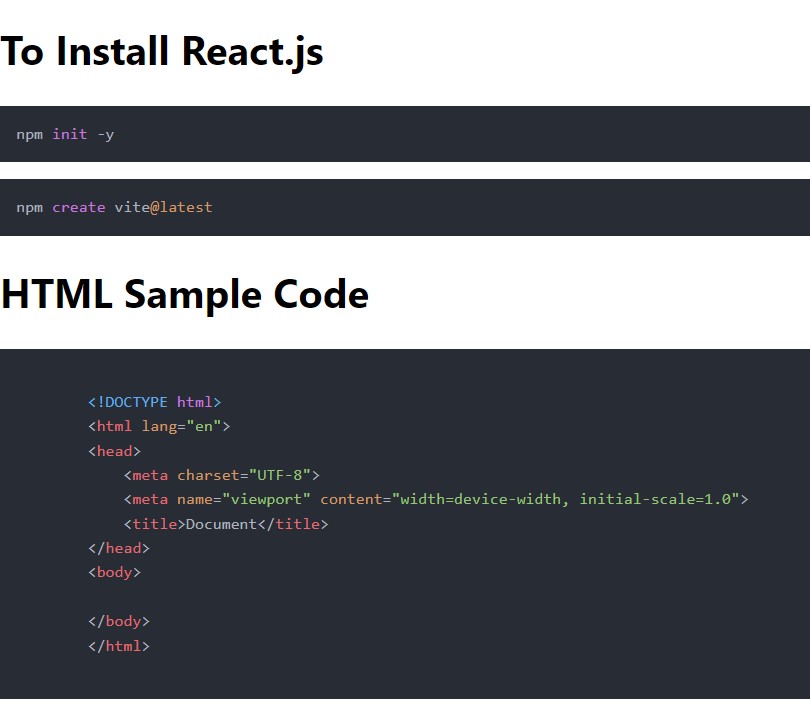 To Install React.js
npm init -y
npm create vite@latest
HTML Sample Code
<!DOCTYPE html>
<html lang="en">
<head>
    <meta charset="UTF-8">
    <meta name="viewport" content="width=device-width, initial-scale=1.0">
    <title>Document</title>
</head>
<body>

</body>
</html>